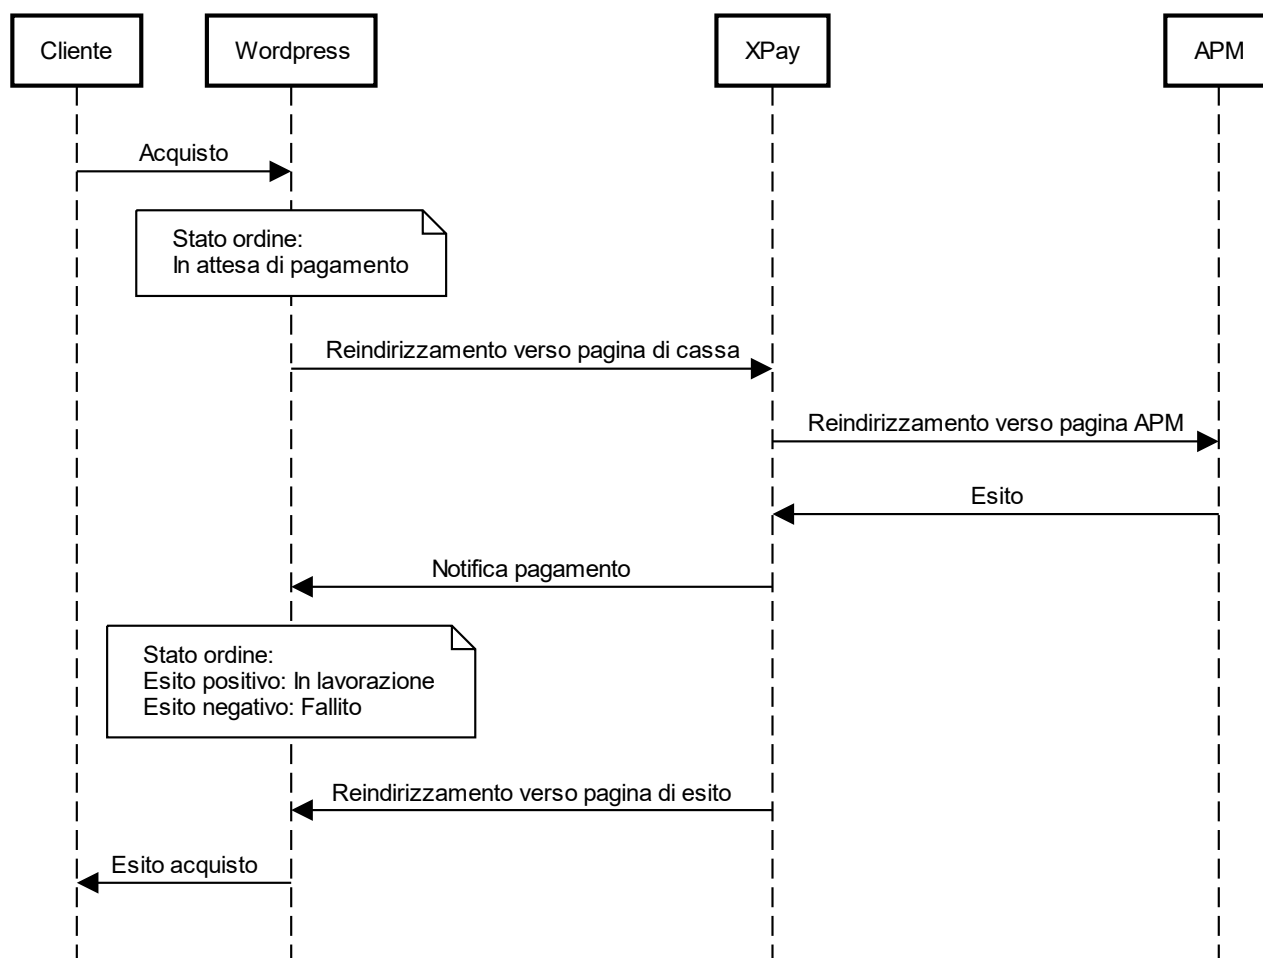 Cliente
Wordpress
XPay
APM
Acquisto
Stato ordine:
In attesa di pagamento
Reindirizzamento verso pagina di cassa
Reindirizzamento verso pagina APM
Esito
Notifica pagamento
Stato ordine:
Esito positivo: In lavorazione
Esito negativo: Fallito
Reindirizzamento verso pagina di esito
Esito acquisto